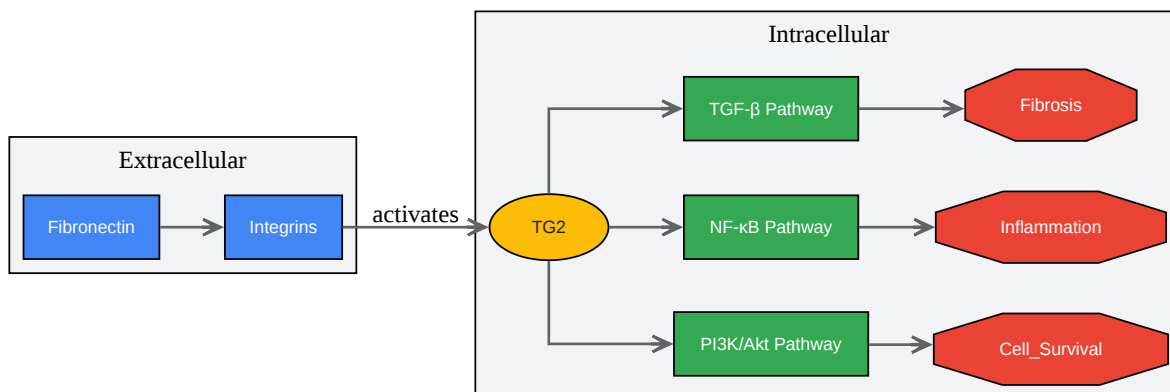 Extracellular
Fibronectin
Integrins
activates
Intracellular
TG2
TGF-β Pathway
Fibrosis
NF-κB Pathway
Inflammation
PI3K/Akt Pathway
Cell_Survival